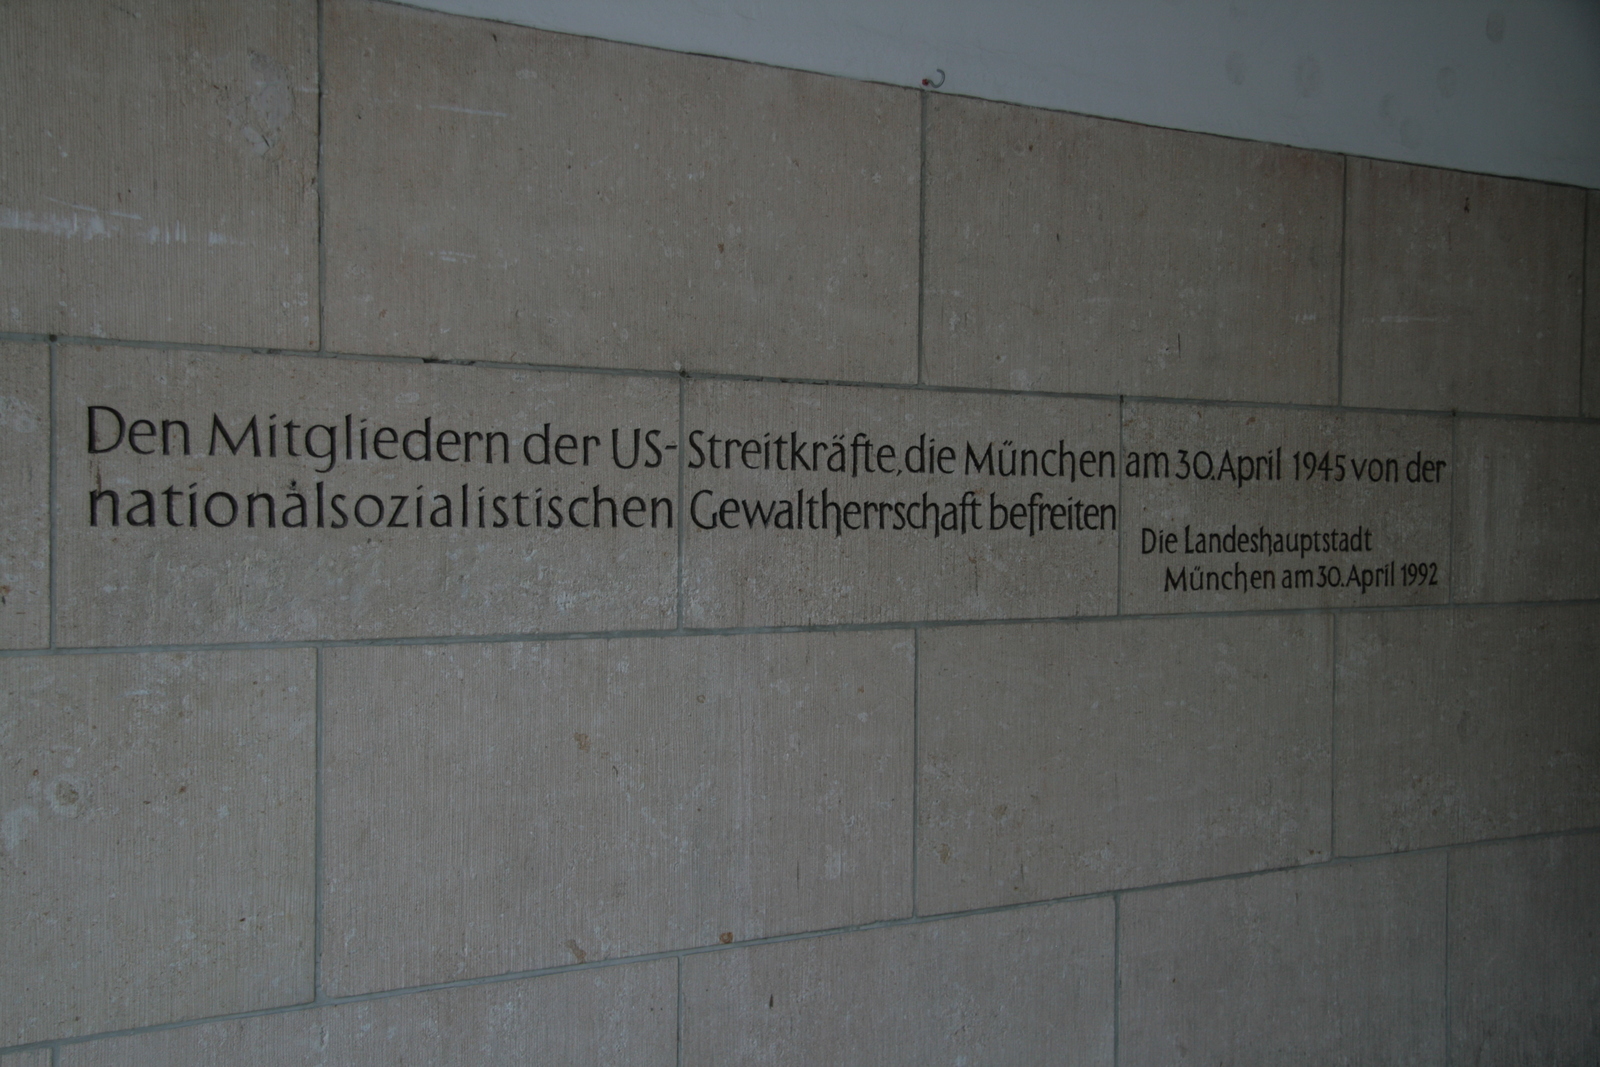 Den Mitgliedern der US-Streitkräfte, die München am 30. April 1945 von der
nationalsozialistischen Gewaltherrschaft befreiten
Die Landeshauptstadt
München am 30. April 1992